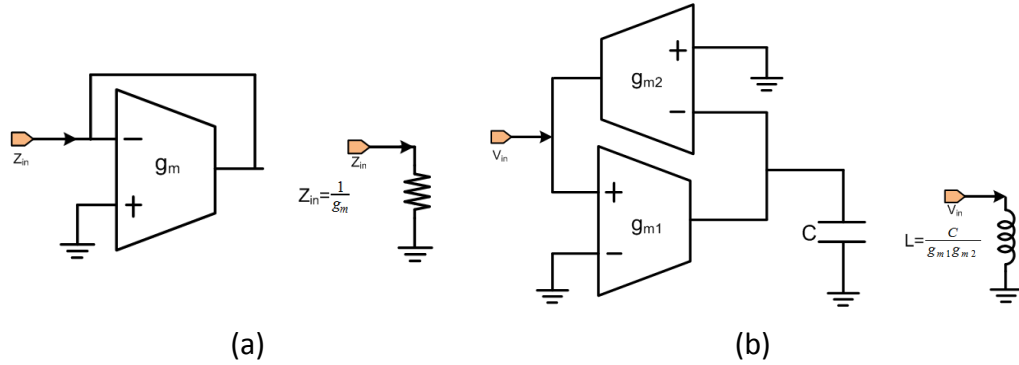 −
Z_in
g_m
+
Z_in
Z_in=1/g_m
(a)
+
g_m2
−
V_in
+
g_m1
−
C
V_in
L=C/g_m1 g_m2
(b)